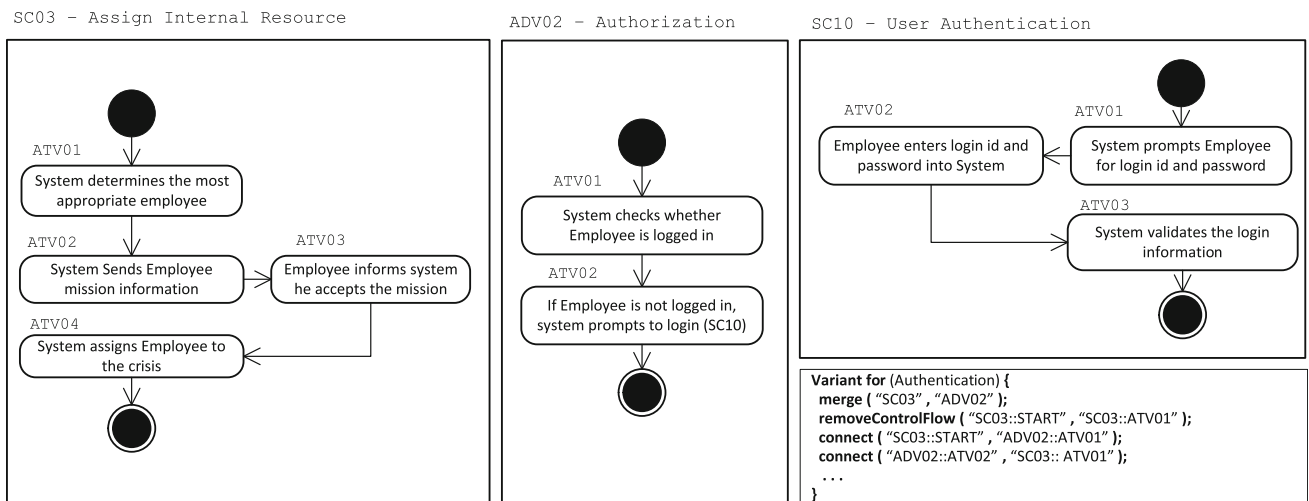 SC03 - Assign Internal Resource
ATV01
System determines the most
appropriate employee
ATV02
System Sends Employee
mission information
ATV03
Employee informs system
he accepts the mission
ATV04
System assigns Employee to
the crisis
ADV02 - Authorization
ATV01
System checks whether
Employee is logged in
ATV02
If Employee is not logged in,
system prompts to login (SC10)
SC10 - User Authentication
ATV01
System prompts Employee
for login id and password
ATV02
Employee enters login id and
password into System
ATV03
System validates the login
information
Variant for (Authentication) {
merge ( “SC03” , “ADV02” );
removeControlFlow ( “SC03::START” , “SC03::ATV01” );
connect ( “SC03::START” , “ADV02::ATV01” );
connect ( “ADV02::ATV02” , “SC03:: ATV01” );
. . .
}